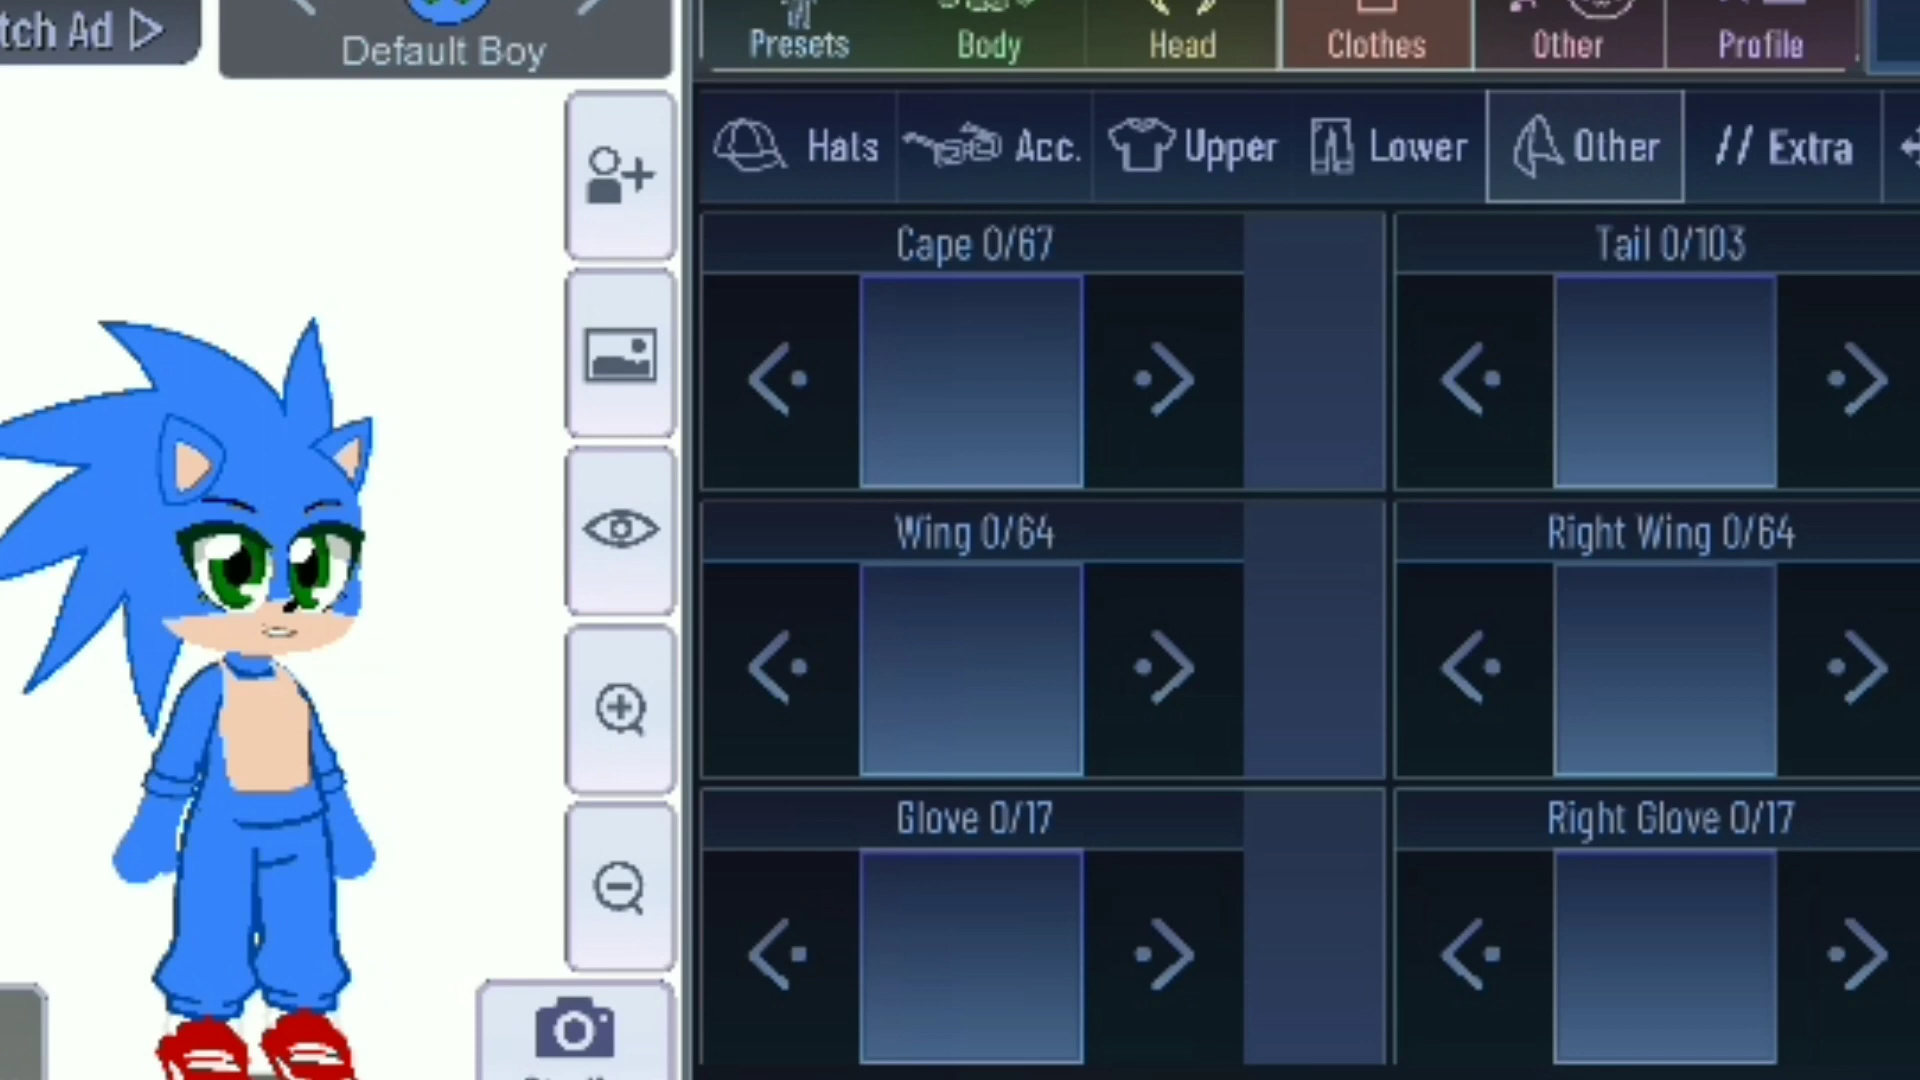 tch Ad
Default Boy
Presets
Body
Head
Clothes
Other
Profile
Hats
Acc.
Upper
Lower
Other
// Extra
Cape 0/67
Tail 0/103
Wing 0/64
Right Wing 0/64
Glove 0/17
Right Glove 0/17